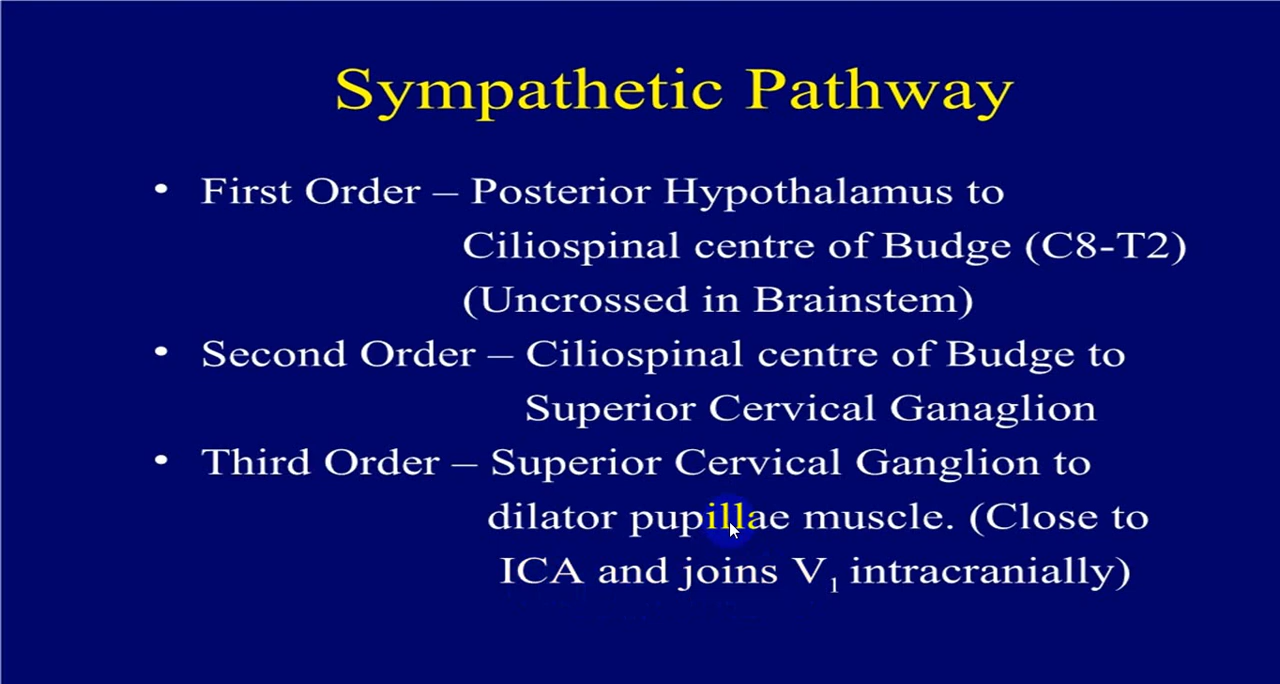 Sympathetic Pathway
• First Order – Posterior Hypothalamus to
Ciliospinal centre of Budge (C8-T2)
(Uncrossed in Brainstem)
• Second Order – Ciliospinal centre of Budge to
Superior Cervical Ganaglion
• Third Order – Superior Cervical Ganglion to
dilator pupillae muscle. (Close to
ICA and joins V₁ intracranially)